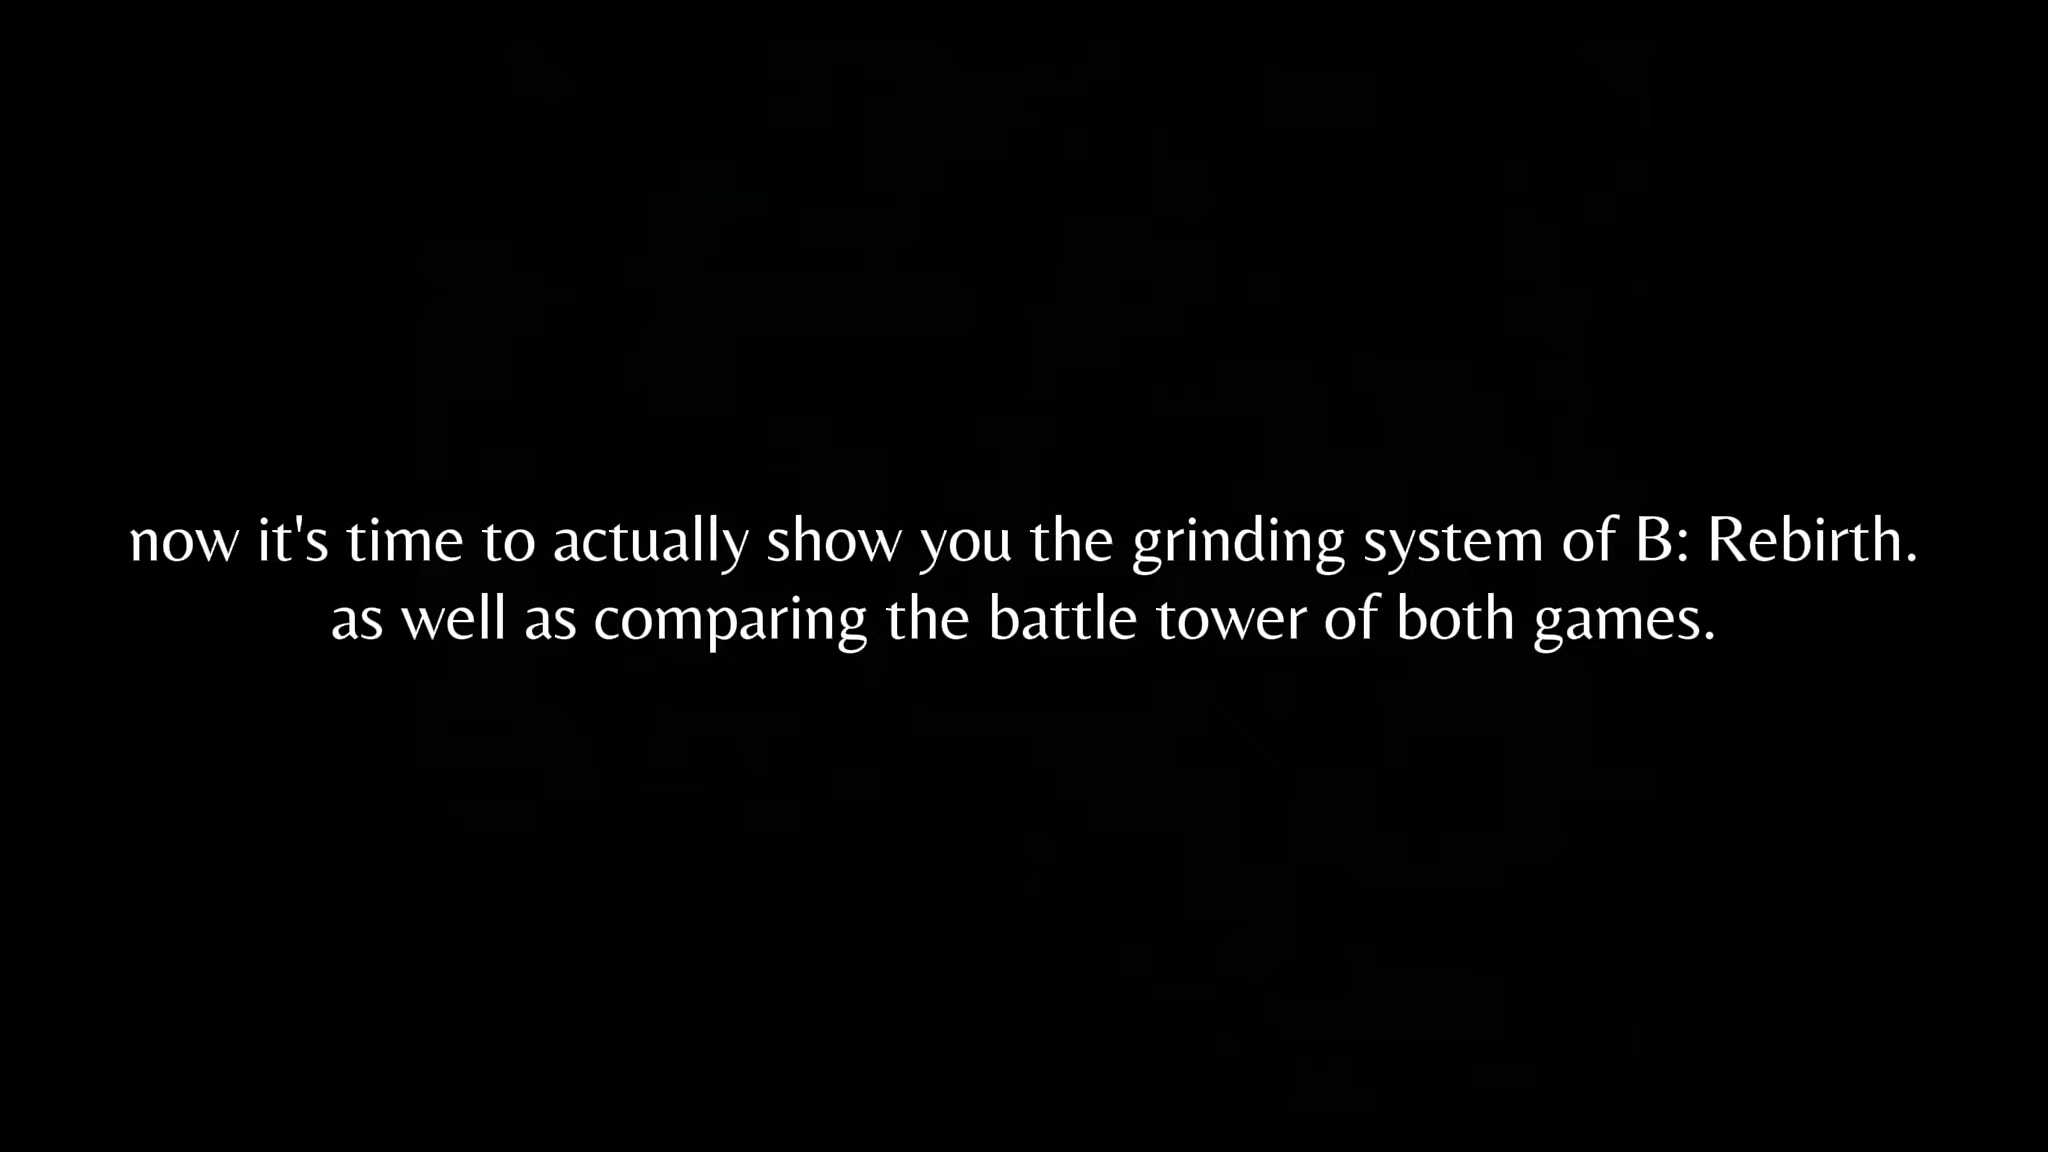 now it's time to actually show you the grinding system of B: Rebirth.
as well as comparing the battle tower of both games.